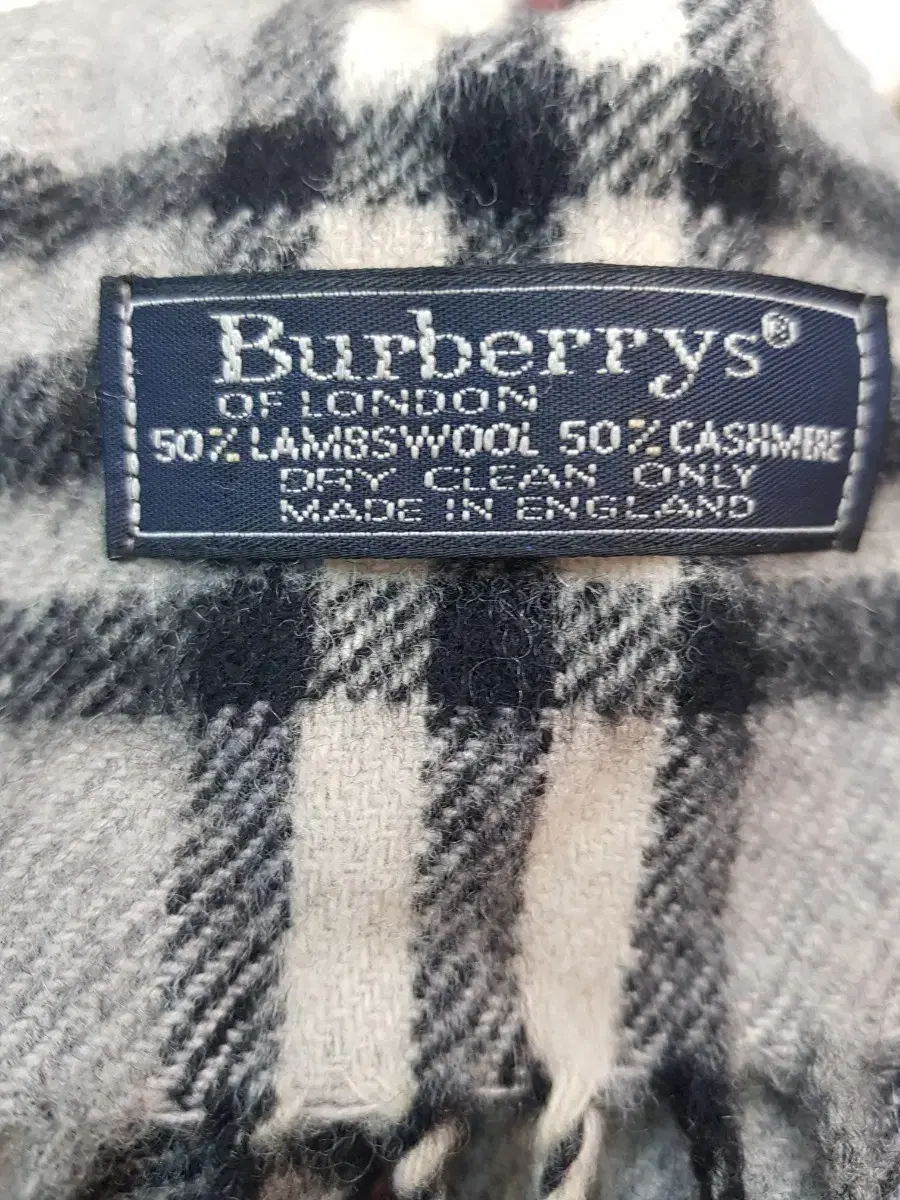 Burberrys®
OF LONDON
50% LAMBSWOOL 50% CASHMERE
DRY CLEAN ONLY
MADE IN ENGLAND